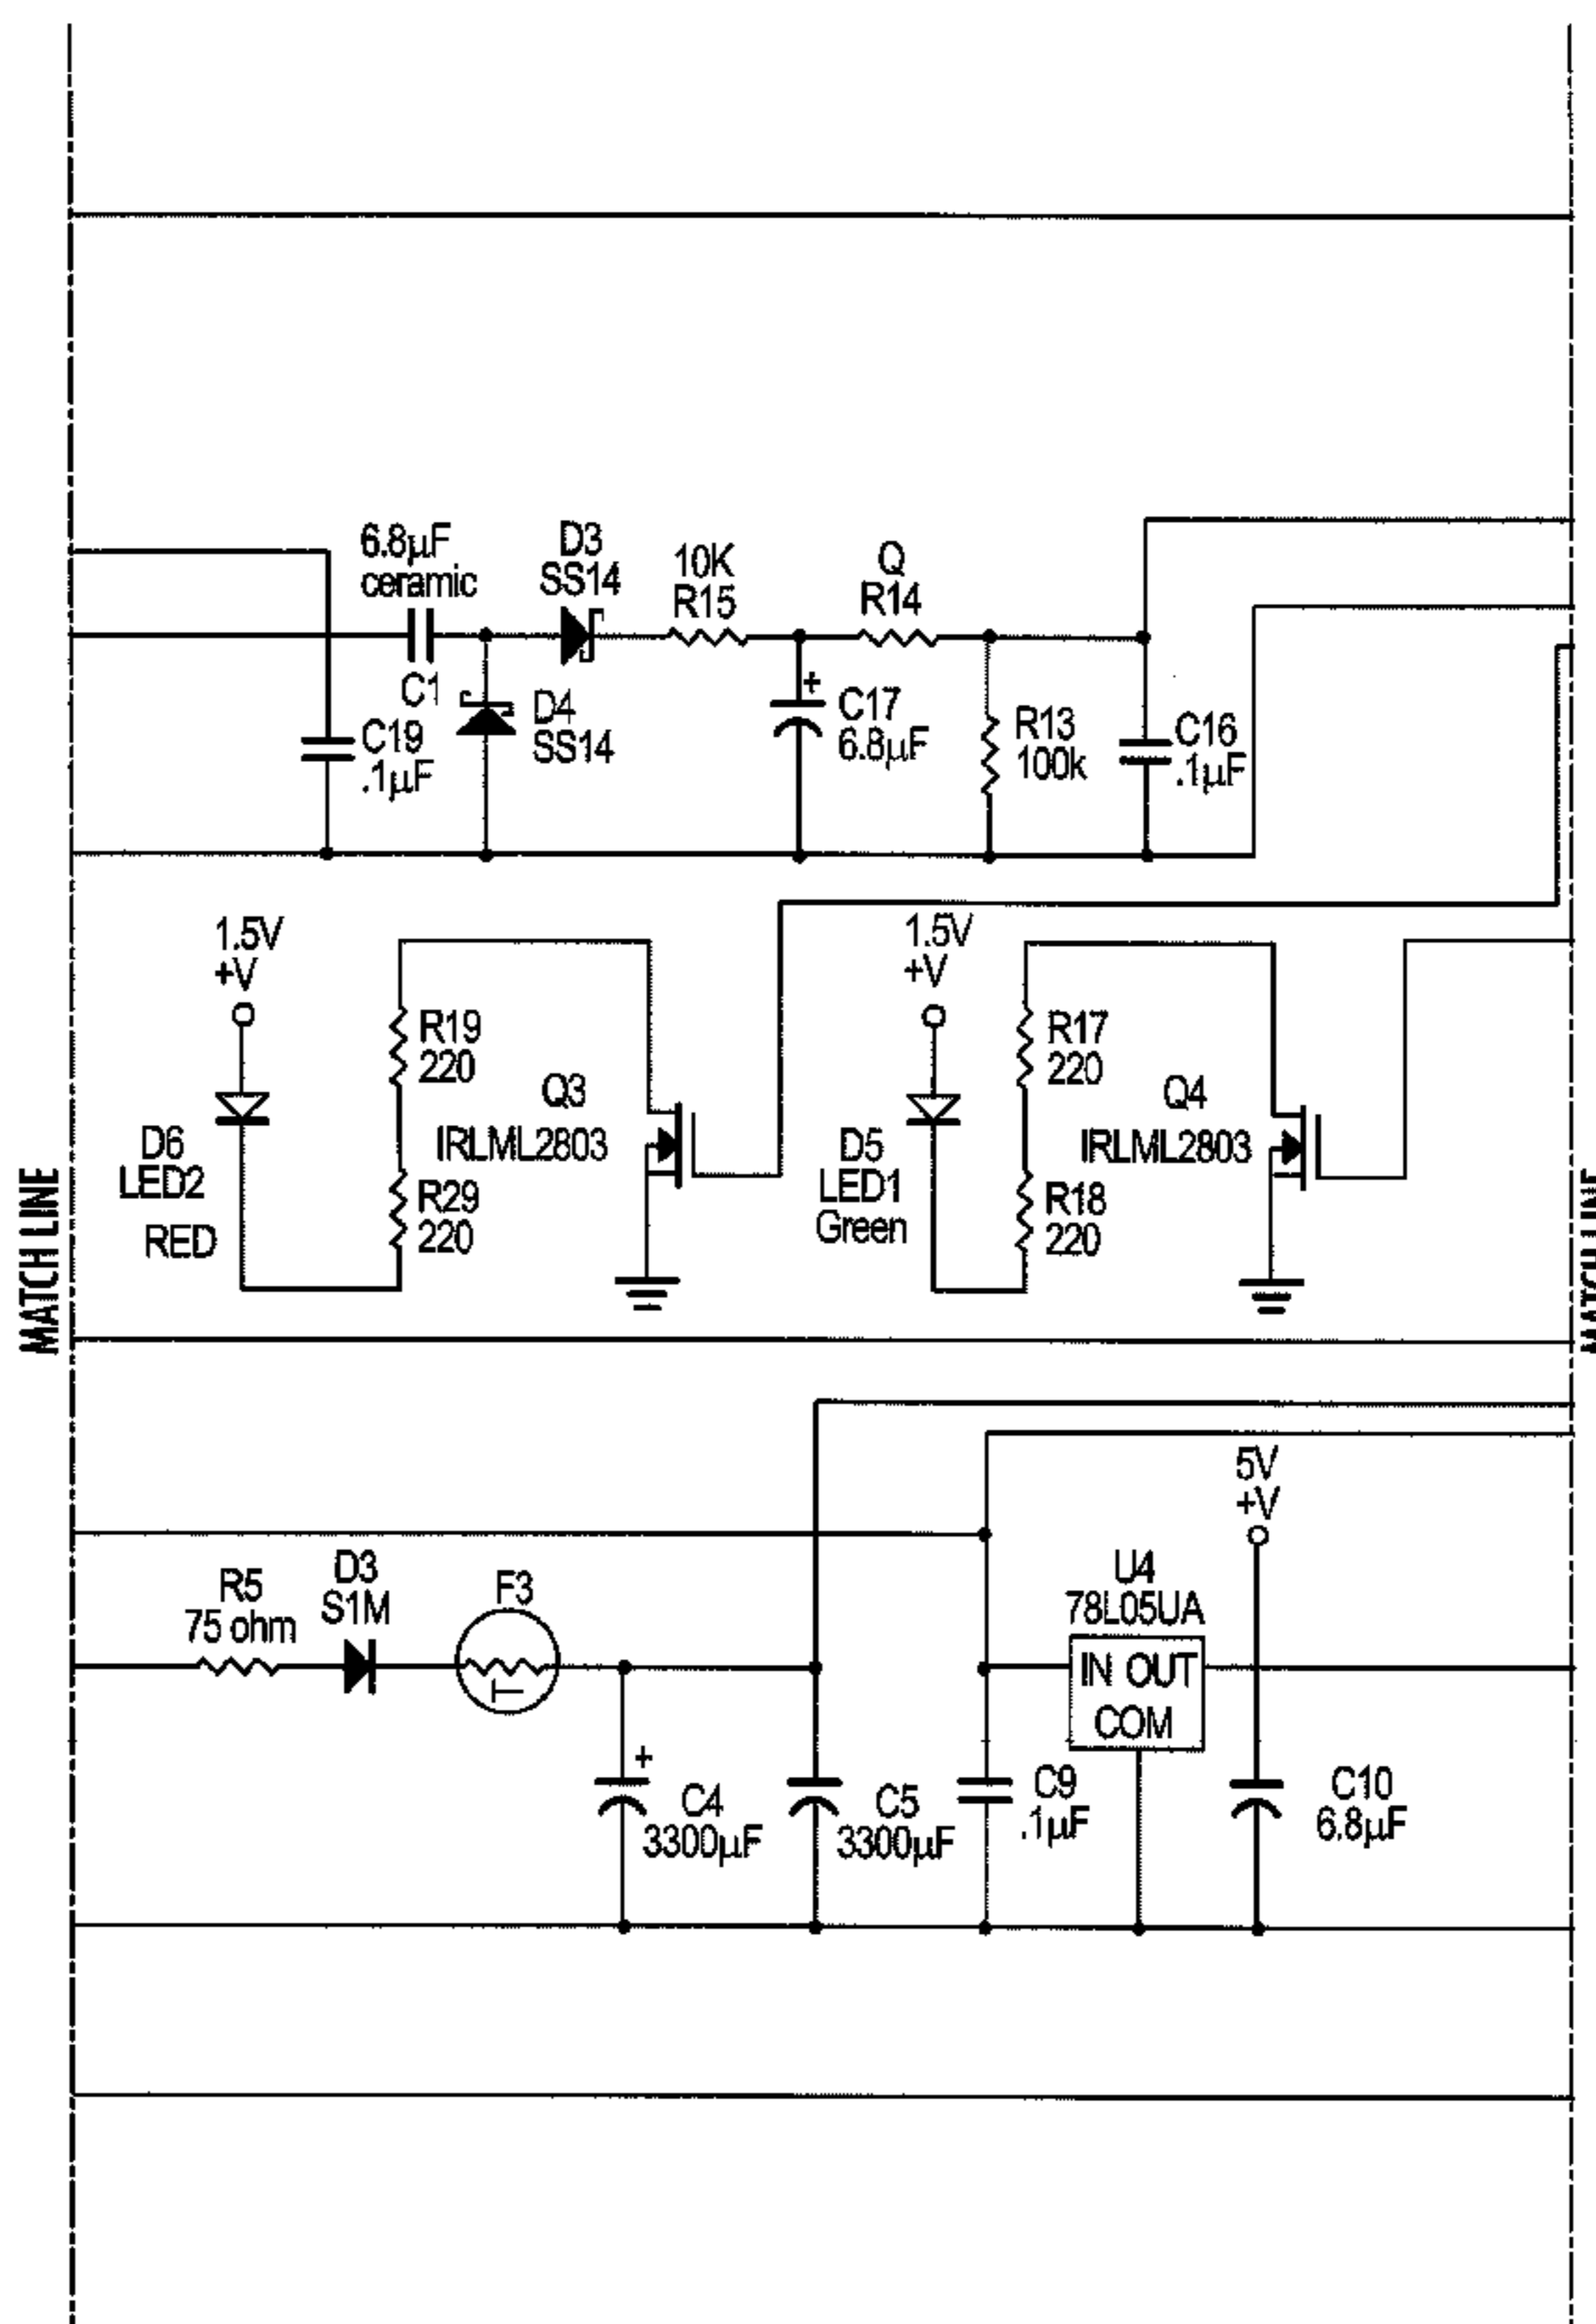 6.8µF
ceramic
C1
D3
SS14
10K
R15
Q
R14
C19
.1µF
D4
SS14
+
C17
6.8µF
R13
100k
C16
.1µF
1.5V
+V
D6
LED2
RED
R19
220
R29
220
Q3
IRLML2803
1.5V
+V
D5
LED1
Green
R17
220
R18
220
Q4
IRLML2803
MATCH LINE
MATCH LINE
R5
75 ohm
D3
S1M
F3
T
5V
+V
U4
78L05UA
IN OUT
COM
+
C4
3300µF
C5
3300µF
C9
.1µF
C10
6.8µF